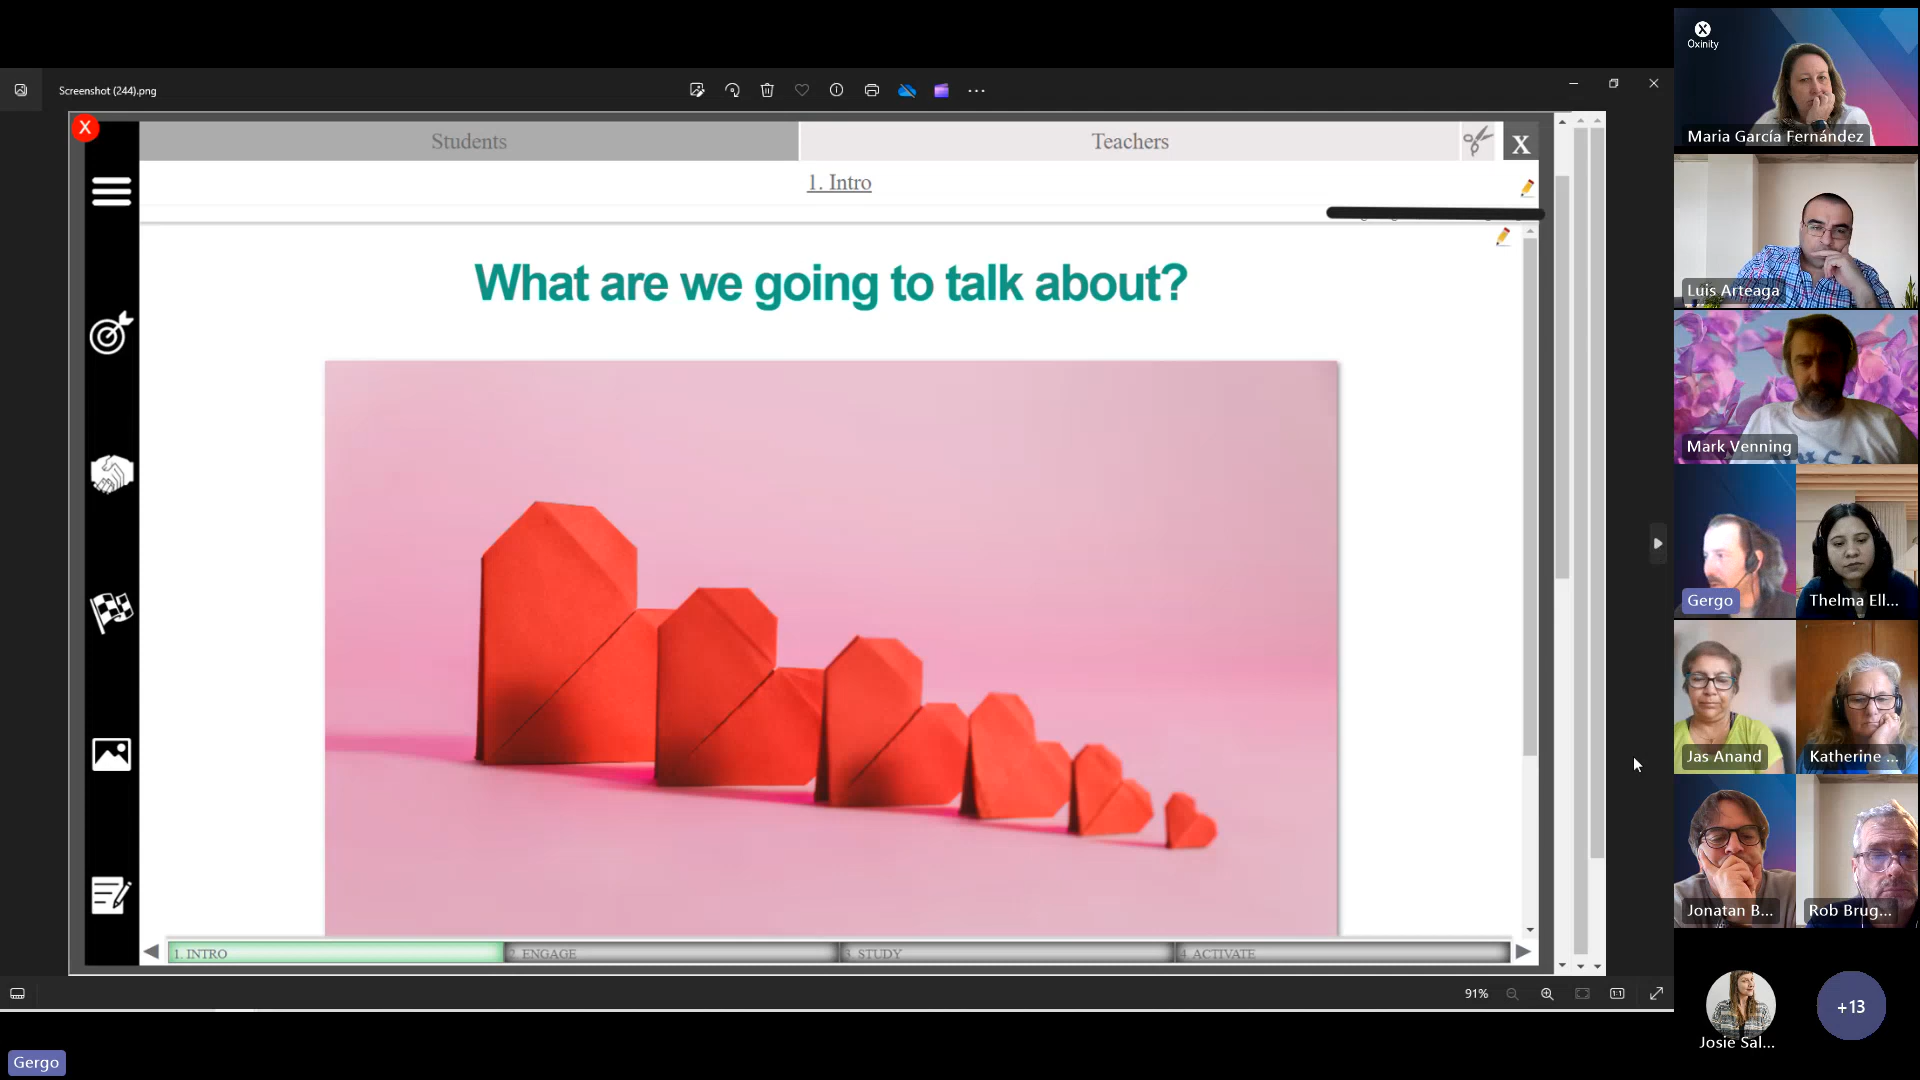 Screenshot (244).png
X
Students
Teachers
X
1. Intro
What are we going to talk about?
1. INTRO
2. ENGAGE
3. STUDY
4. ACTIVATE
91%
1:1
Gergo
Oxinity
Maria García Fernández
Luis Arteaga
Mark Venning
Gergo
Thelma Ell...
Jas Anand
Katherine ...
Jonatan B...
Rob Brug...
Josie Sal...
+13